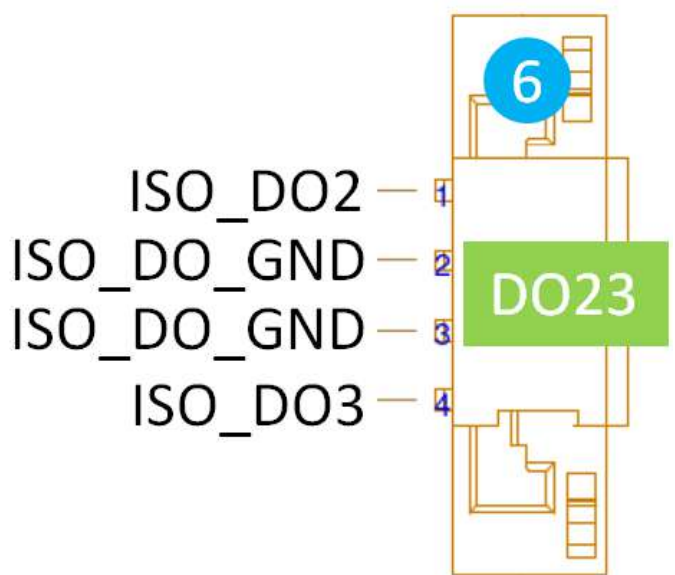 6
ISO_DO2 1
ISO_DO_GND 2
DO23
ISO_DO_GND 3
ISO_DO3 4